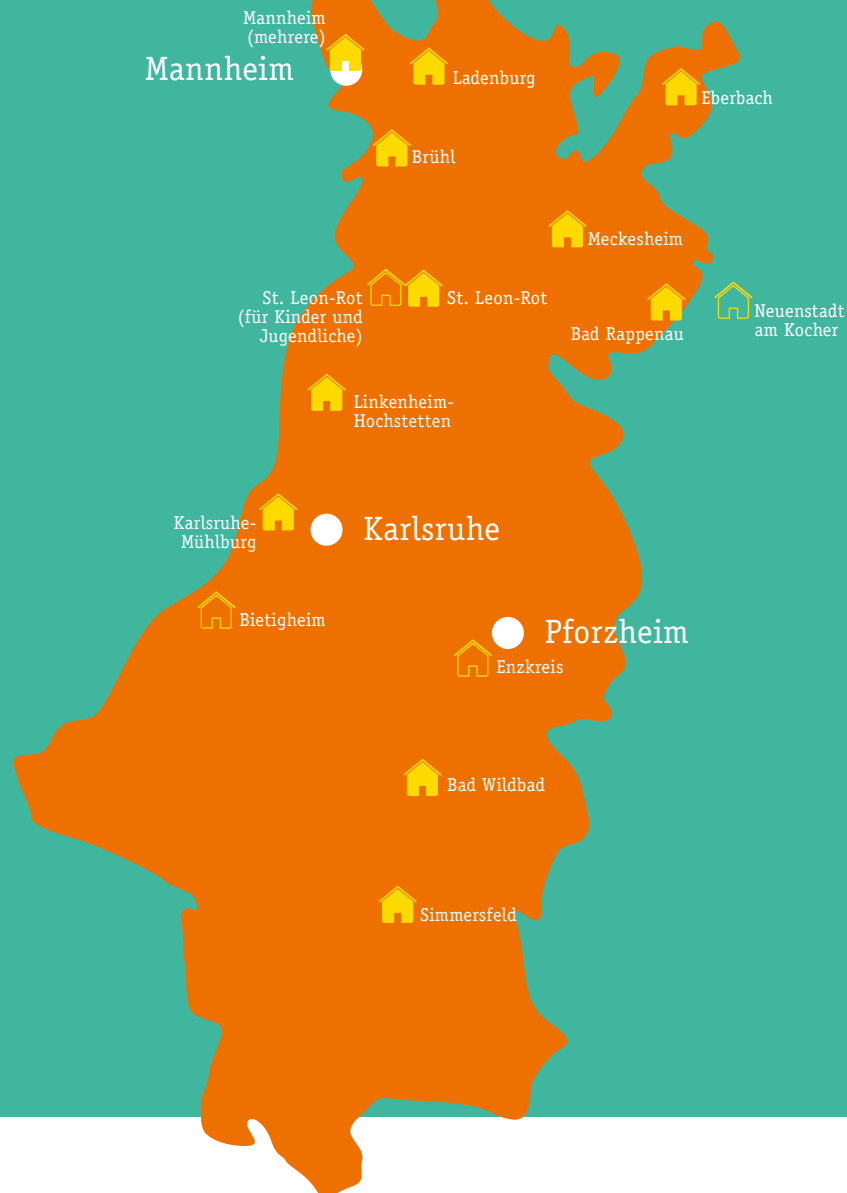 Mannheim
(mehrere)
Mannheim
Ladenburg
Eberbach
Brühl
Meckesheim
St. Leon-Rot
(für Kinder und
Jugendliche)
St. Leon-Rot
Bad Rappenau
Neuenstadt
am Kocher
Linkenheim-
Hochstetten
Karlsruhe-
Mühlburg
Karlsruhe
Bietigheim
Pforzheim
Enzkreis
Bad Wildbad
Simmersfeld